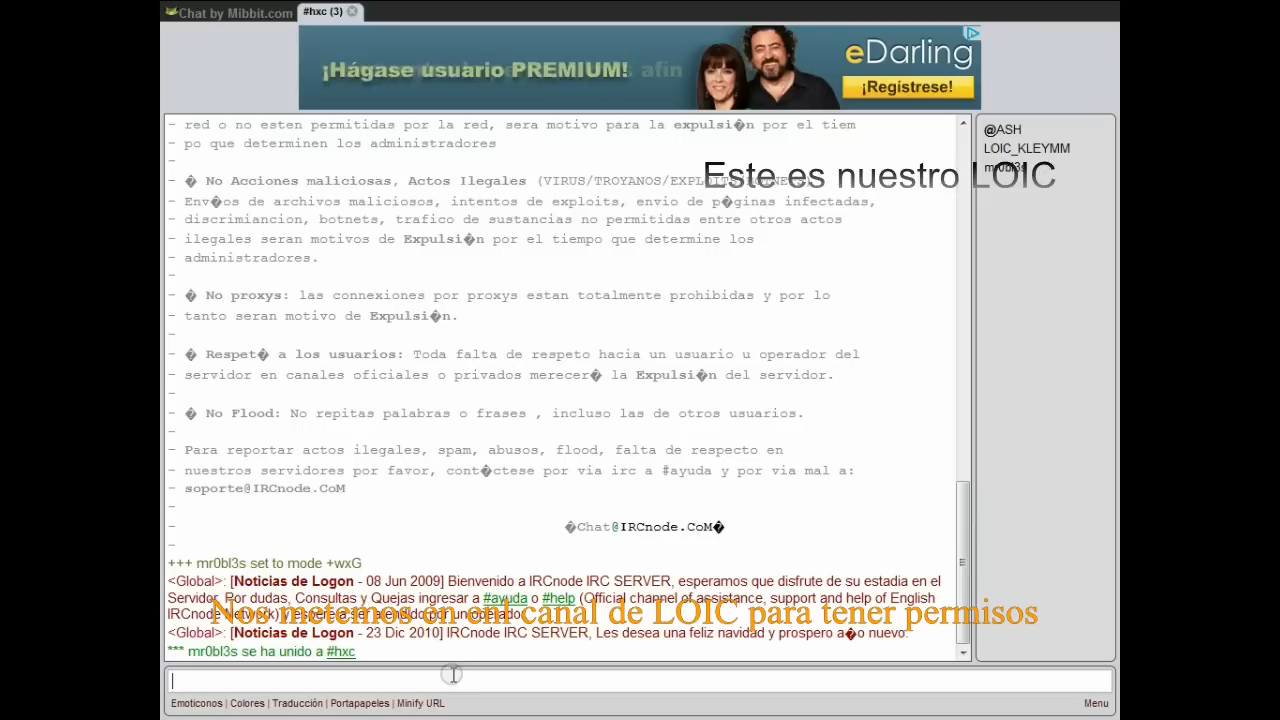 Chat by Mibbit.com
#hxc (3)
¡Hágase usuario PREMIUM! afin
eDarling
¡Regístrese!
red o no esten permitidas por la red, sera motivo para la expulsi�n por el tiem
po que determinen los administradores
-
- � No Acciones maliciosas, Actos Ilegales (VIRUS/TROYANOS/EXPLOITS/
- Env�os de archivos maliciosos, intentos de exploits, envio de p�ginas infectadas,
- discrimiancion, botnets, trafico de sustancias no permitidas entre otros actos
- ilegales seran motivos de Expulsi�n por el tiempo que determine los
- administradores.
-
- � No proxys: las connexiones por proxys estan totalmente prohibidas y por lo
- tanto seran motivo de Expulsi�n.
-
- � Respet� a los usuarios: Toda falta de respeto hacia un usuario u operador del
- servidor en canales oficiales o privados merecer� la Expulsi�n del servidor.
-
- � No Flood: No repitas palabras o frases , incluso las de otros usuarios.
-
- Para reportar actos ilegales, spam, abusos, flood, falta de respecto en
- nuestros servidores por favor, cont�ctese por via irc a #ayuda y por via mal a:
- soporte@IRCnode.CoM
-
- �Chat@IRCnode.CoM�
-
+++ mr0bl3s set to mode +wxG
<Global>: [Noticias de Logon - 08 Jun 2009] Bienvenido a IRCnode IRC SERVER, esperamos que disfrute de su estadia en el
Servidor. Por dudas, Consultas y Quejas ingresar a #ayuda o #help (Official channel of assistance, support and help of English
IRCnode Network) y espere a ser atendido por un operador.
<Global>: [Noticias de Logon - 23 Dic 2010] IRCnode IRC SERVER, Les desea una feliz navidad y prospero a�o nuevo.
*** mr0bl3s se ha unido a #hxc
Nos metemos en enl canal de LOIC para tener permisos
@ASH
LOIC_KLEYMM
mr0bl3s
Este es nuestro LOIC
Emoticonos | Colores | Traducción | Portapapeles | Minify URL
Menu